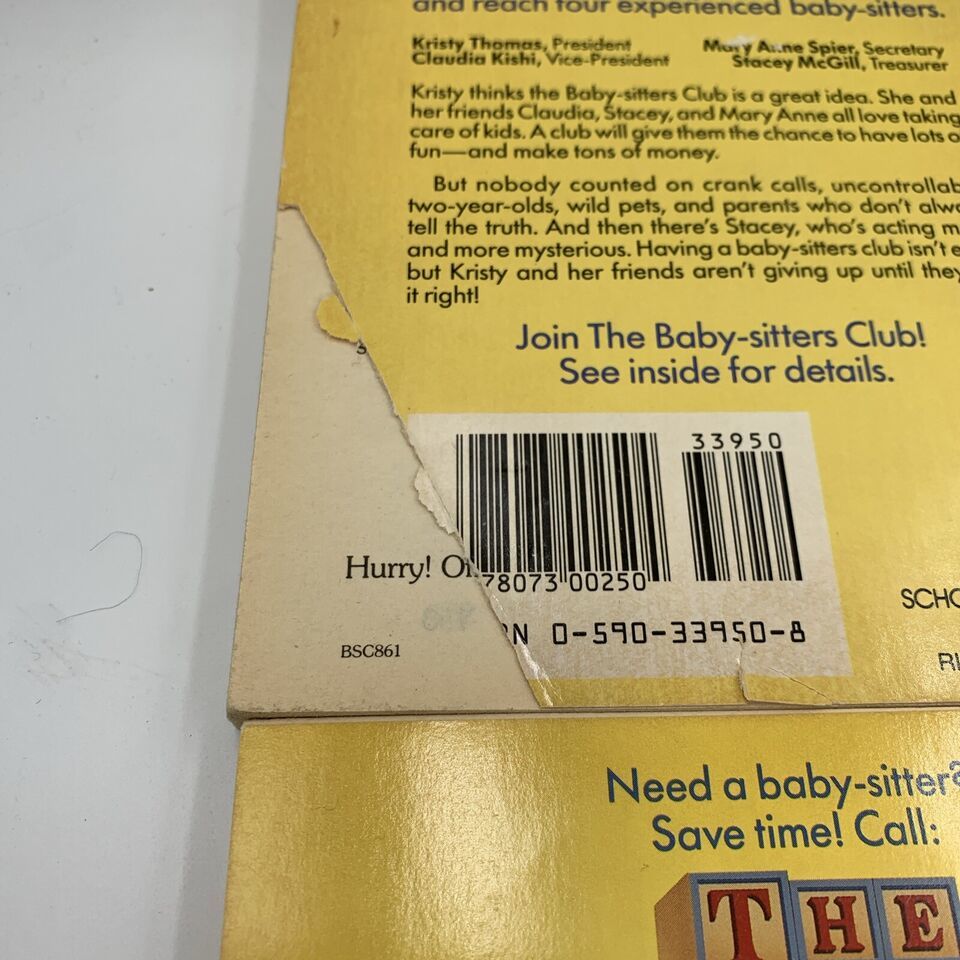 and reach four experienced baby-sitters.
Kristy Thomas, President
Mary Anne Spier, Secretary
Claudia Kishi, Vice-President
Stacey McGill, Treasurer
Kristy thinks the Baby-sitters Club is a great idea. She and
her friends Claudia, Stacey, and Mary Anne all love taking
care of kids. A club will give them the chance to have lots o
fun—and make tons of money.
But nobody counted on crank calls, uncontrollab
two-year-olds, wild pets, and parents who don't alwa
tell the truth. And then there's Stacey, who's acting m
and more mysterious. Having a baby-sitters club isn't e
but Kristy and her friends aren't giving up until they
it right!
Join The Baby-sitters Club!
See inside for details.
33950
Hurry! O
78073 00250
SCHO
N 0-590-33950-8
BSC861
RI
Need a baby-sitter?
Save time! Call:
THE